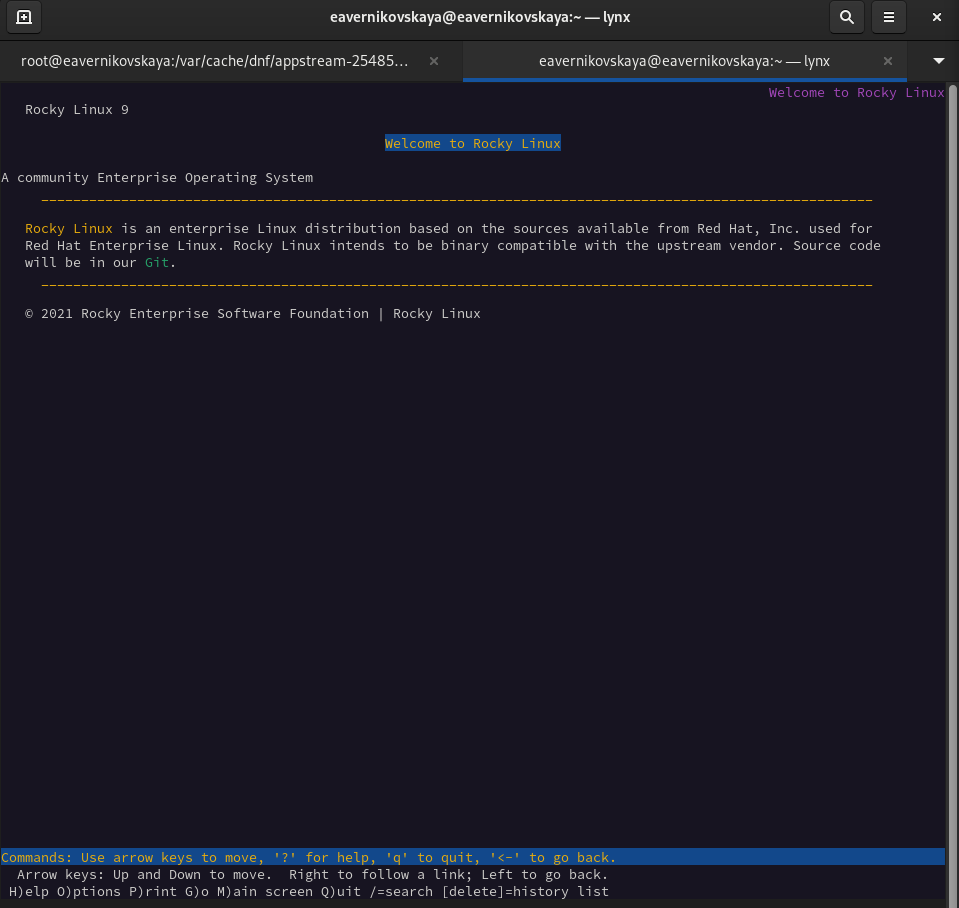 eavernikovskaya@eavernikovskaya:~ — lynx
root@eavernikovskaya:/var/cache/dnf/appstream-25485...
eavernikovskaya@eavernikovskaya:~ — lynx
Welcome to Rocky Linux
Rocky Linux 9
Welcome to Rocky Linux
A community Enterprise Operating System
Rocky Linux is an enterprise Linux distribution based on the sources available from Red Hat, Inc. used for
Red Hat Enterprise Linux. Rocky Linux intends to be binary compatible with the upstream vendor. Source code
will be in our Git.
© 2021 Rocky Enterprise Software Foundation | Rocky Linux
Commands: Use arrow keys to move, '?' for help, 'q' to quit, '<-' to go back.
Arrow keys: Up and Down to move.  Right to follow a link; Left to go back.
H)elp O)ptions P)rint G)o M)ain screen Q)uit /=search [delete]=history list